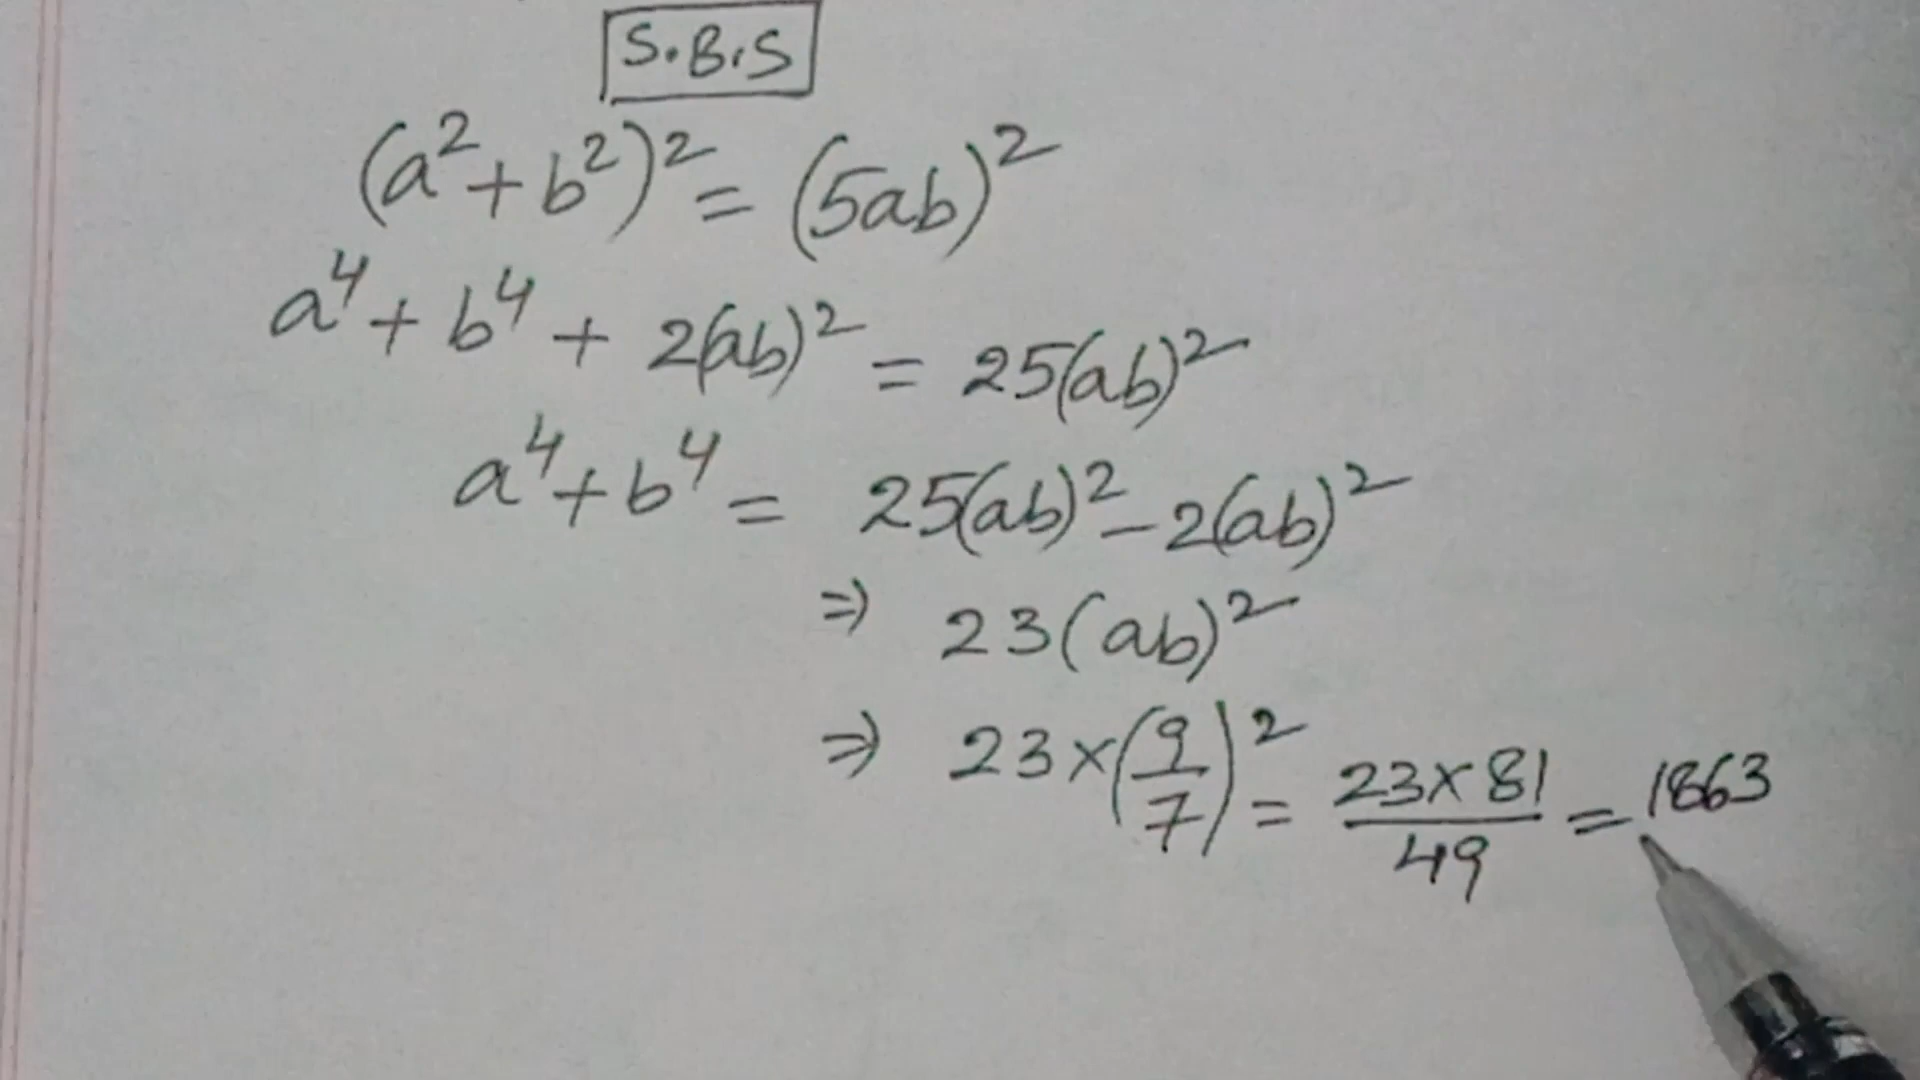 S.B.S
(a²+b²)²=(5ab)²
a⁴+b⁴+2(ab)²=25(ab)²
a⁴+b⁴=25(ab)²-2(ab)²
⇒ 23(ab)²
⇒ 23×(9/7)²=23×81/49=1863